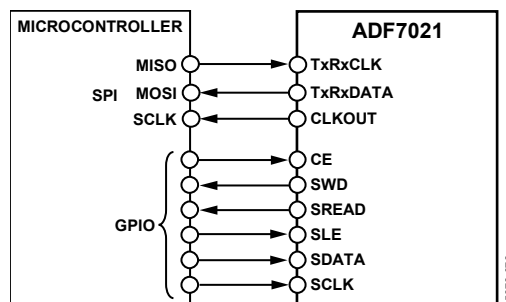 MICROCONTROLLER
ADF7021
MISO
TxRxCLK
SPI
MOSI
TxRxDATA
SCLK
CLKOUT
CE
SWD
SREAD
GPIO
SLE
SDATA
SCLK